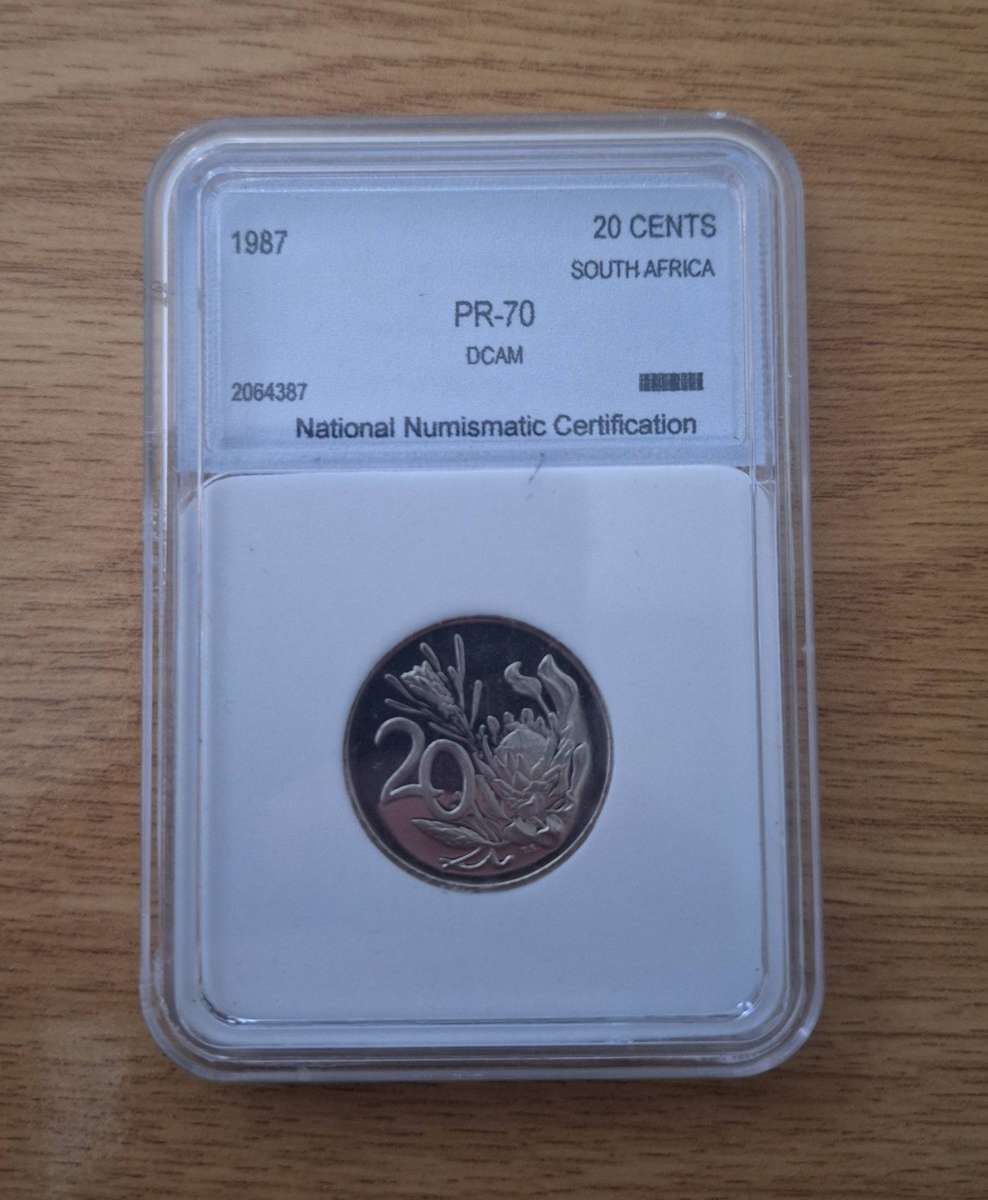 1987
20 CENTS
SOUTH AFRICA
PR-70
DCAM
2064387
National Numismatic Certification
20